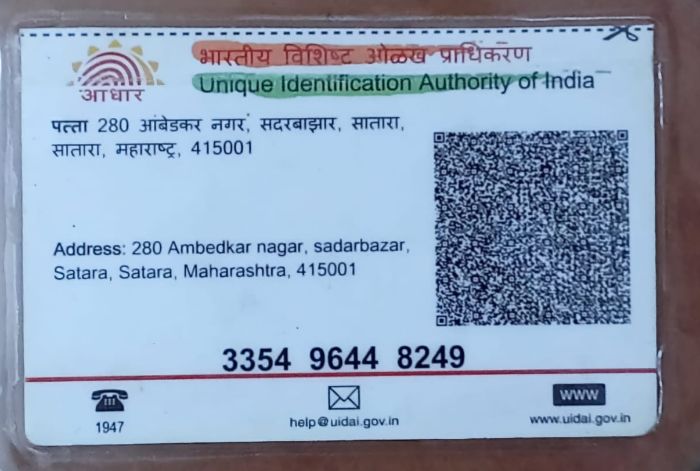 भारतीय विशिष्ट ओळख प्राधिकरण
Unique Identification Authority of India
आधार
पत्ता 280 आंबेडकर नगर, सदरबाझार, सातारा,
सातारा, महाराष्ट्र, 415001
Address: 280 Ambedkar nagar, sadarbazar,
Satara, Satara, Maharashtra, 415001
3354 9644 8249
1947
help@uidai.gov.in
www
www.uidai.gov.in